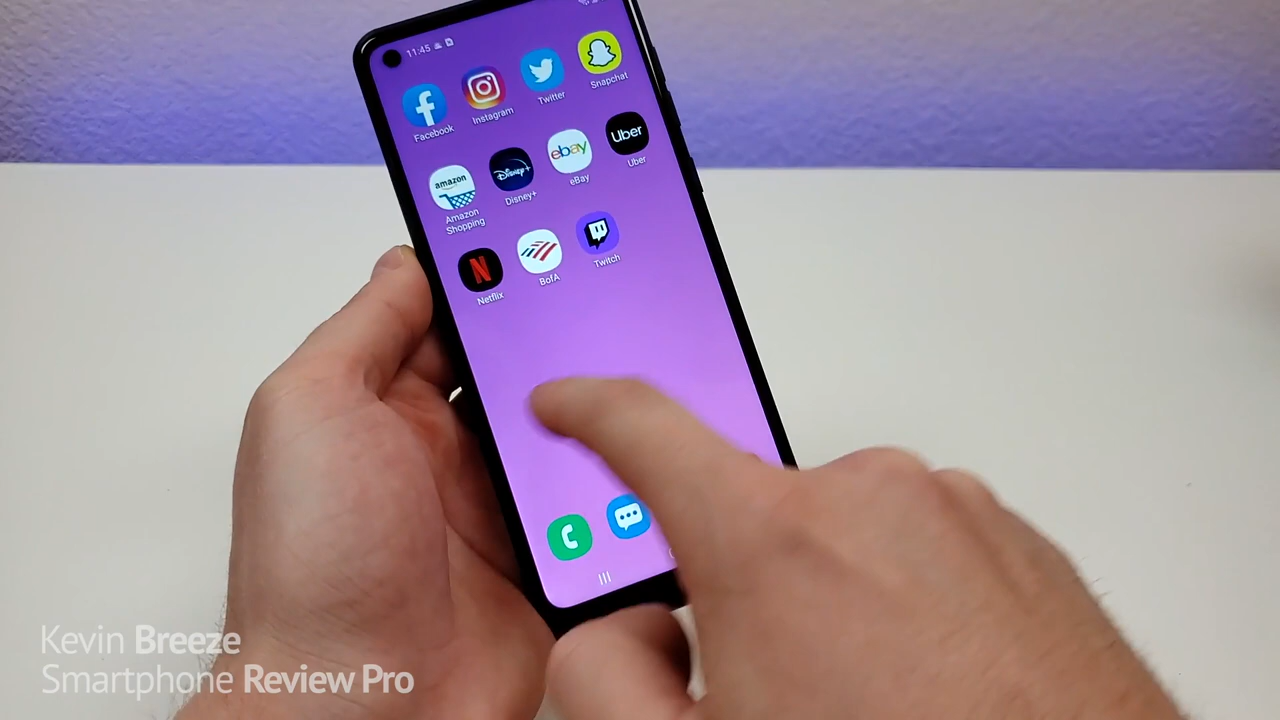 11:45
Facebook
Instagram
Twitter
Snapchat
amazon
Amazon
Shopping
Disney+
Disney+
ebay
eBay
Uber
Uber
N
Netflix
BofA
Twitch
Kevin Breeze
Smartphone Review Pro